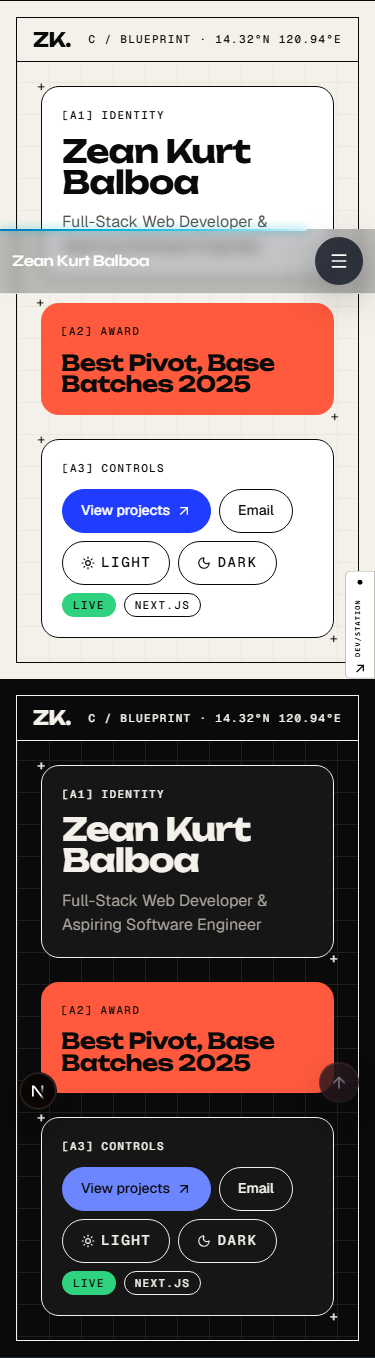 ZK.
C / BLUEPRINT · 14.32°N 120.94°E
[A1] IDENTITY
Zean Kurt
Balboa
Full-Stack Web Developer &
Zean Kurt Balboa
[A2] AWARD
Best Pivot, Base
Batches 2025
[A3] CONTROLS
View projects
Email
LIGHT
DARK
LIVE
NEXT.JS
DEV/STATION
ZK.
C / BLUEPRINT · 14.32°N 120.94°E
[A1] IDENTITY
Zean Kurt
Balboa
Full-Stack Web Developer &
Aspiring Software Engineer
[A2] AWARD
Best Pivot, Base
Batches 2025
N
[A3] CONTROLS
View projects
Email
LIGHT
DARK
LIVE
NEXT.JS